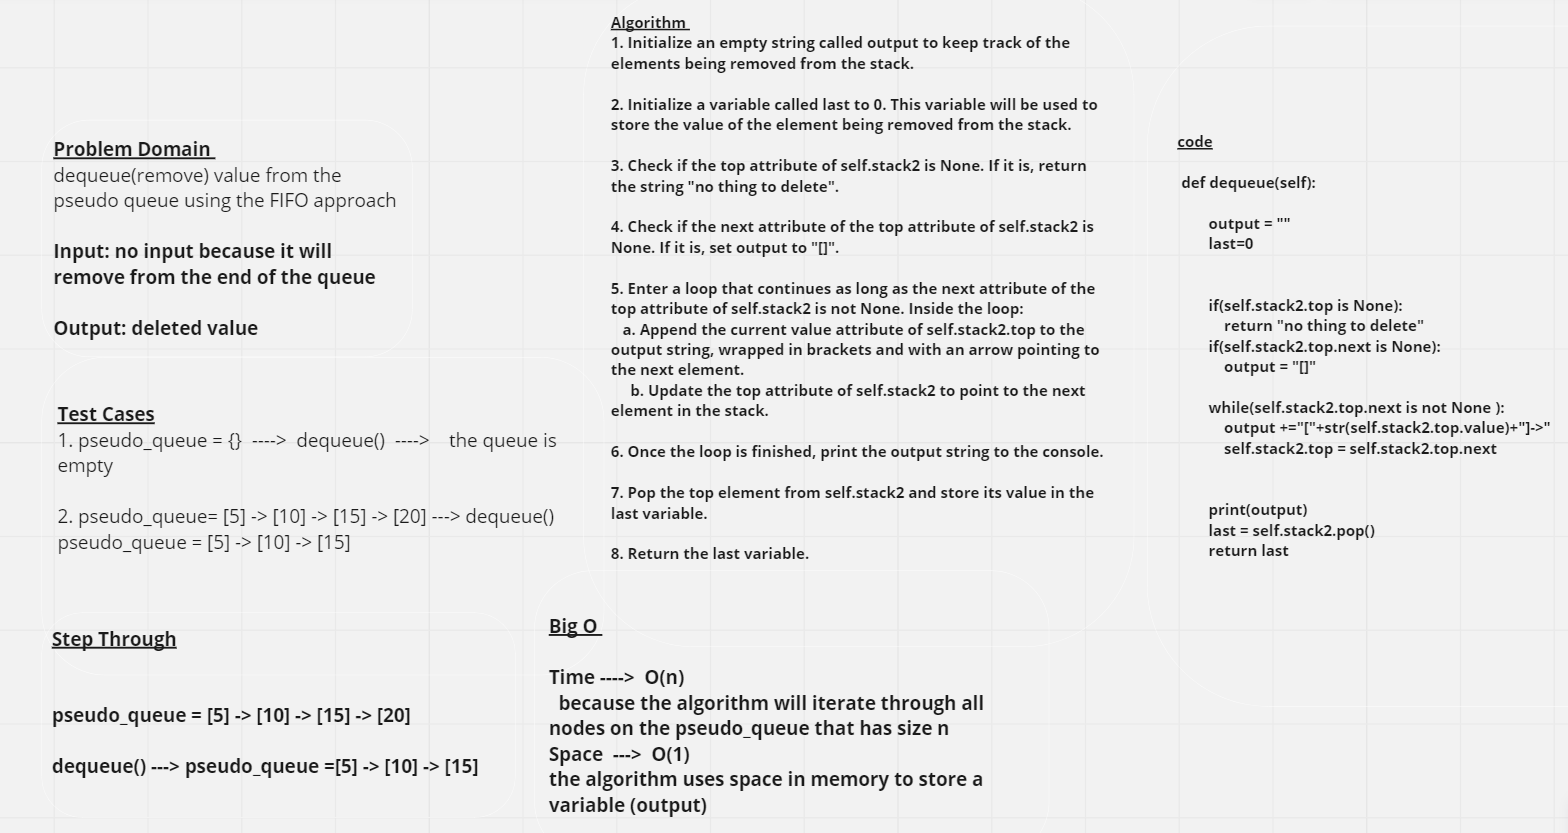 Problem Domain
dequeue(remove) value from the
pseudo queue using the FIFO approach
Input: no input because it will
remove from the end of the queue
Output: deleted value
Test Cases
1. pseudo_queue = {} ----> dequeue() ----> the queue is
empty
2. pseudo_queue= [5] -> [10] -> [15] -> [20] ---> dequeue()
pseudo_queue = [5] -> [10] -> [15]
Step Through
pseudo_queue = [5] -> [10] -> [15] -> [20]
dequeue() ---> pseudo_queue =[5] -> [10] -> [15]
Algorithm
1. Initialize an empty string called output to keep track of the
elements being removed from the stack.
2. Initialize a variable called last to 0. This variable will be used to
store the value of the element being removed from the stack.
3. Check if the top attribute of self.stack2 is None. If it is, return
the string "no thing to delete".
4. Check if the next attribute of the top attribute of self.stack2 is
None. If it is, set output to "[]".
5. Enter a loop that continues as long as the next attribute of the
top attribute of self.stack2 is not None. Inside the loop:
a. Append the current value attribute of self.stack2.top to the
output string, wrapped in brackets and with an arrow pointing to
the next element.
b. Update the top attribute of self.stack2 to point to the next
element in the stack.
6. Once the loop is finished, print the output string to the console.
7. Pop the top element from self.stack2 and store its value in the
last variable.
8. Return the last variable.
Big O
Time ----> O(n)
because the algorithm will iterate through all
nodes on the pseudo_queue that has size n
Space ---> O(1)
the algorithm uses space in memory to store a
variable (output)
code
def dequeue(self):
output = ""
last=0
if(self.stack2.top is None):
return "no thing to delete"
if(self.stack2.top.next is None):
output = "[]"
while(self.stack2.top.next is not None ):
output +="["+str(self.stack2.top.value)+"]->"
self.stack2.top = self.stack2.top.next
print(output)
last = self.stack2.pop()
return last